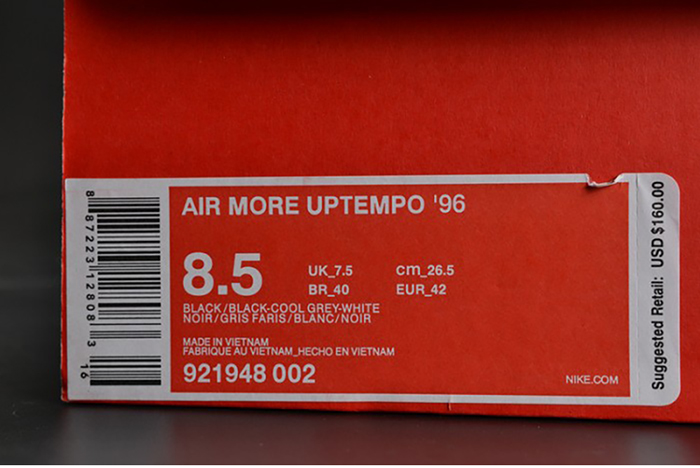 AIR MORE UPTEMPO '96
8.5
UK_7.5
cm_26.5
BR_40
EUR_42
BLACK/BLACK-COOL GREY-WHITE
NOIR/GRIS FARIS/BLANC/NOIR
MADE IN VIETNAM
FABRIQUE AU VIETNAM_HECHO EN VIETNAM
921948 002
NIKE.COM
8 87223 12808 3
16
Suggested Retail: USD $160.00